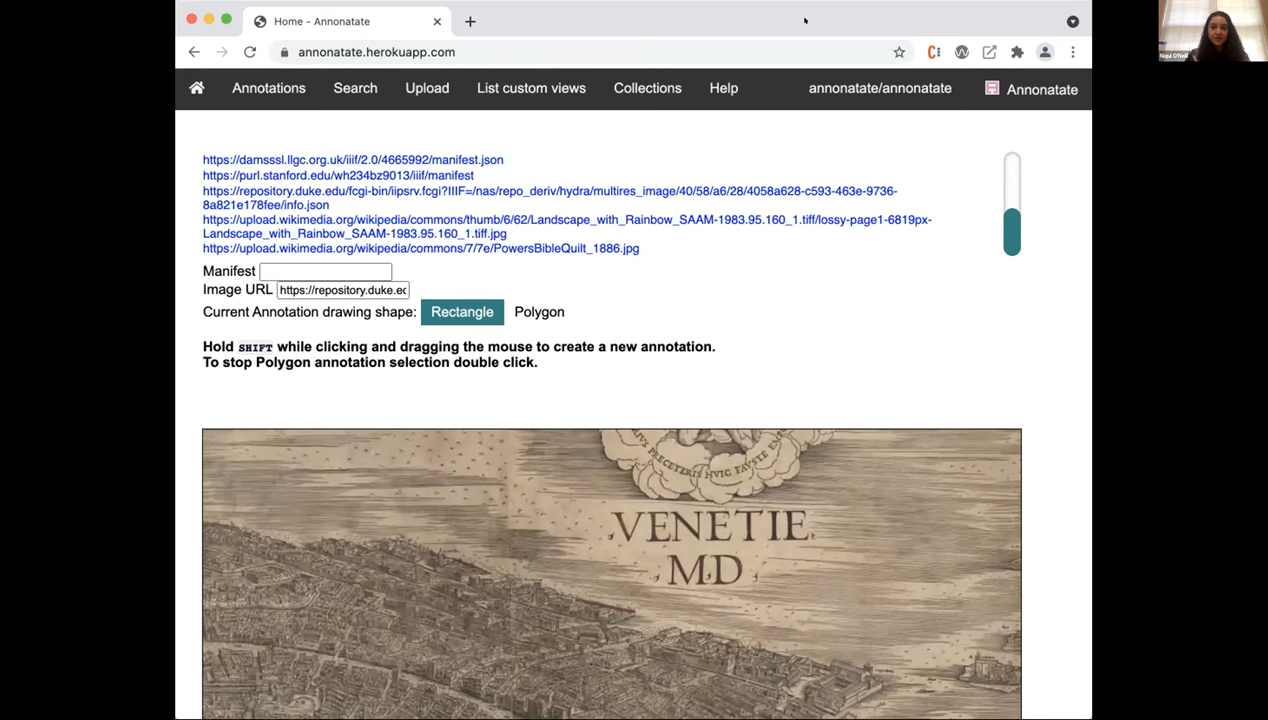 Home - Annonatate
annonatate.herokuapp.com
Annotations Search Upload List custom views Collections Help annonatate/annonatate Annonatate
https://damsssl.llgc.org.uk/iiif/2.0/4665992/manifest.json
https://purl.stanford.edu/wh234bz9013/iiif/manifest
https://repository.duke.edu/fcgi-bin/iipsrv.fcgi?IIIF=/nas/repo_deriv/hydra/multires_image/40/58/a6/28/4058a628-c593-463e-9736-
8a821e178fee/info.json
https://upload.wikimedia.org/wikipedia/commons/thumb/6/62/Landscape_with_Rainbow_SAAM-1983.95.160_1.tiff/lossy-page1-6819px-
Landscape_with_Rainbow_SAAM-1983.95.160_1.tiff.jpg
https://upload.wikimedia.org/wikipedia/commons/7/7e/PowersBibleQuilt_1886.jpg
Manifest
Image URL https://repository.duke.ec
Current Annotation drawing shape: Rectangle Polygon
Hold SHIFT while clicking and dragging the mouse to create a new annotation.
To stop Polygon annotation selection double click.
PRECETERIS HVIC FAVSTE
VENETIE
MD
Niqui O'Neill